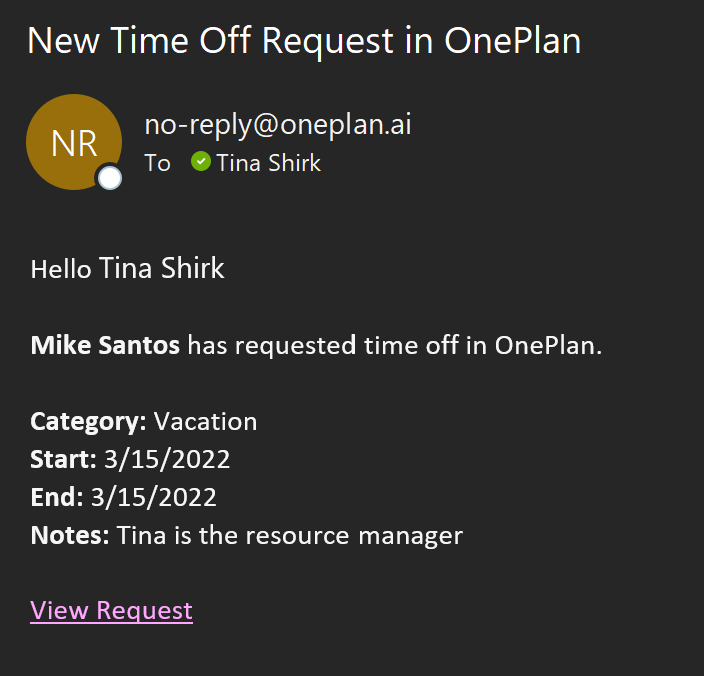 New Time Off Request in OnePlan
NR
no-reply@oneplan.ai
To Tina Shirk
Hello Tina Shirk
Mike Santos has requested time off in OnePlan.
Category: Vacation
Start: 3/15/2022
End: 3/15/2022
Notes: Tina is the resource manager
View Request